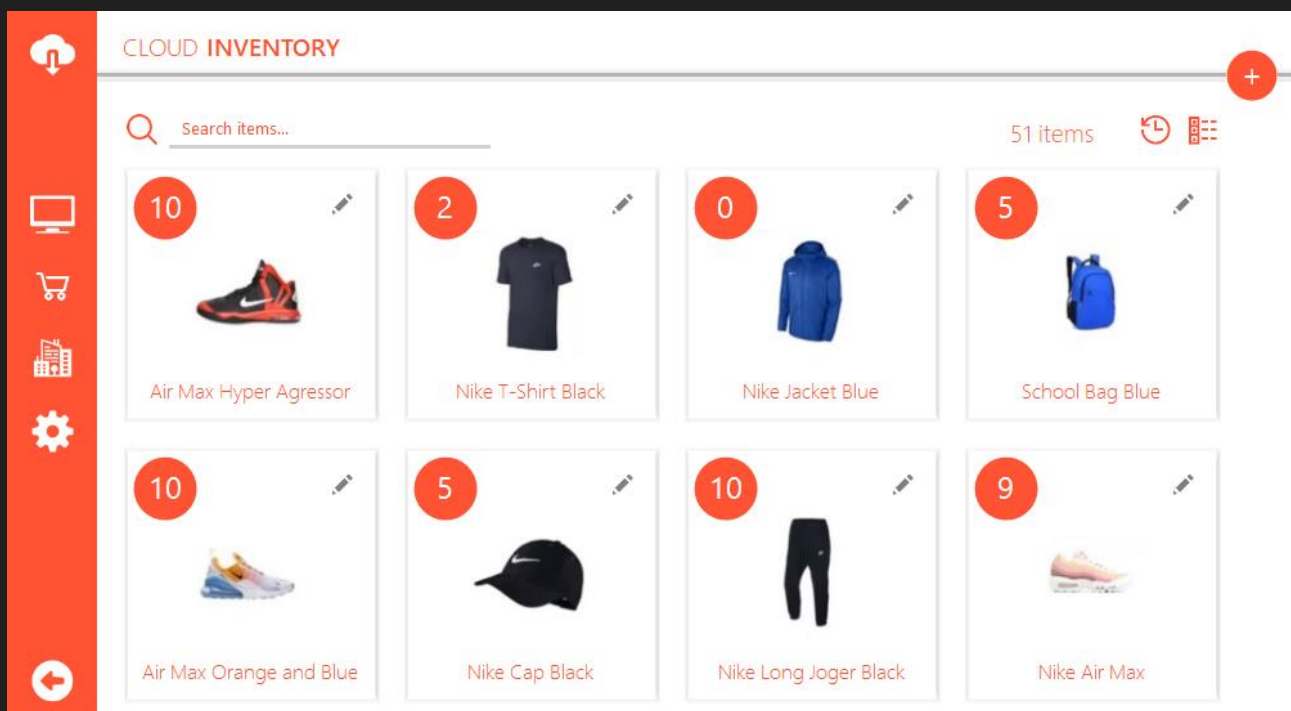 CLOUD INVENTORY
+
Search items...
51 items
10
2
0
5
Air Max Hyper Agressor
Nike T-Shirt Black
Nike Jacket Blue
School Bag Blue
10
5
10
9
Air Max Orange and Blue
Nike Cap Black
Nike Long Joger Black
Nike Air Max